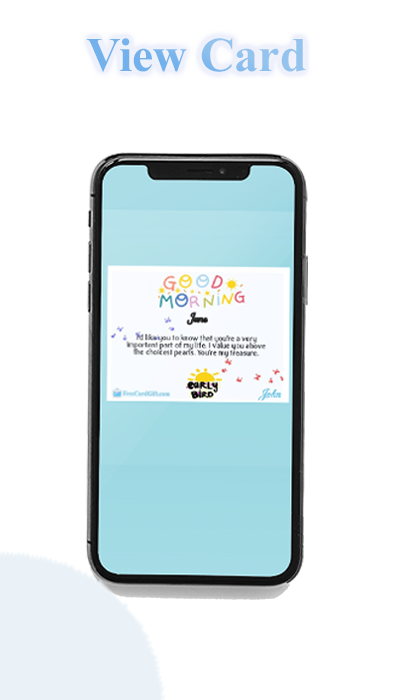 View Card
GOOD
MORNING
Jane
I'd like you to know that you're a very
important part of my life. I Value you above
the choicest pearls. You're my treasure.
early
BIRD
FreeCardGift.com
John